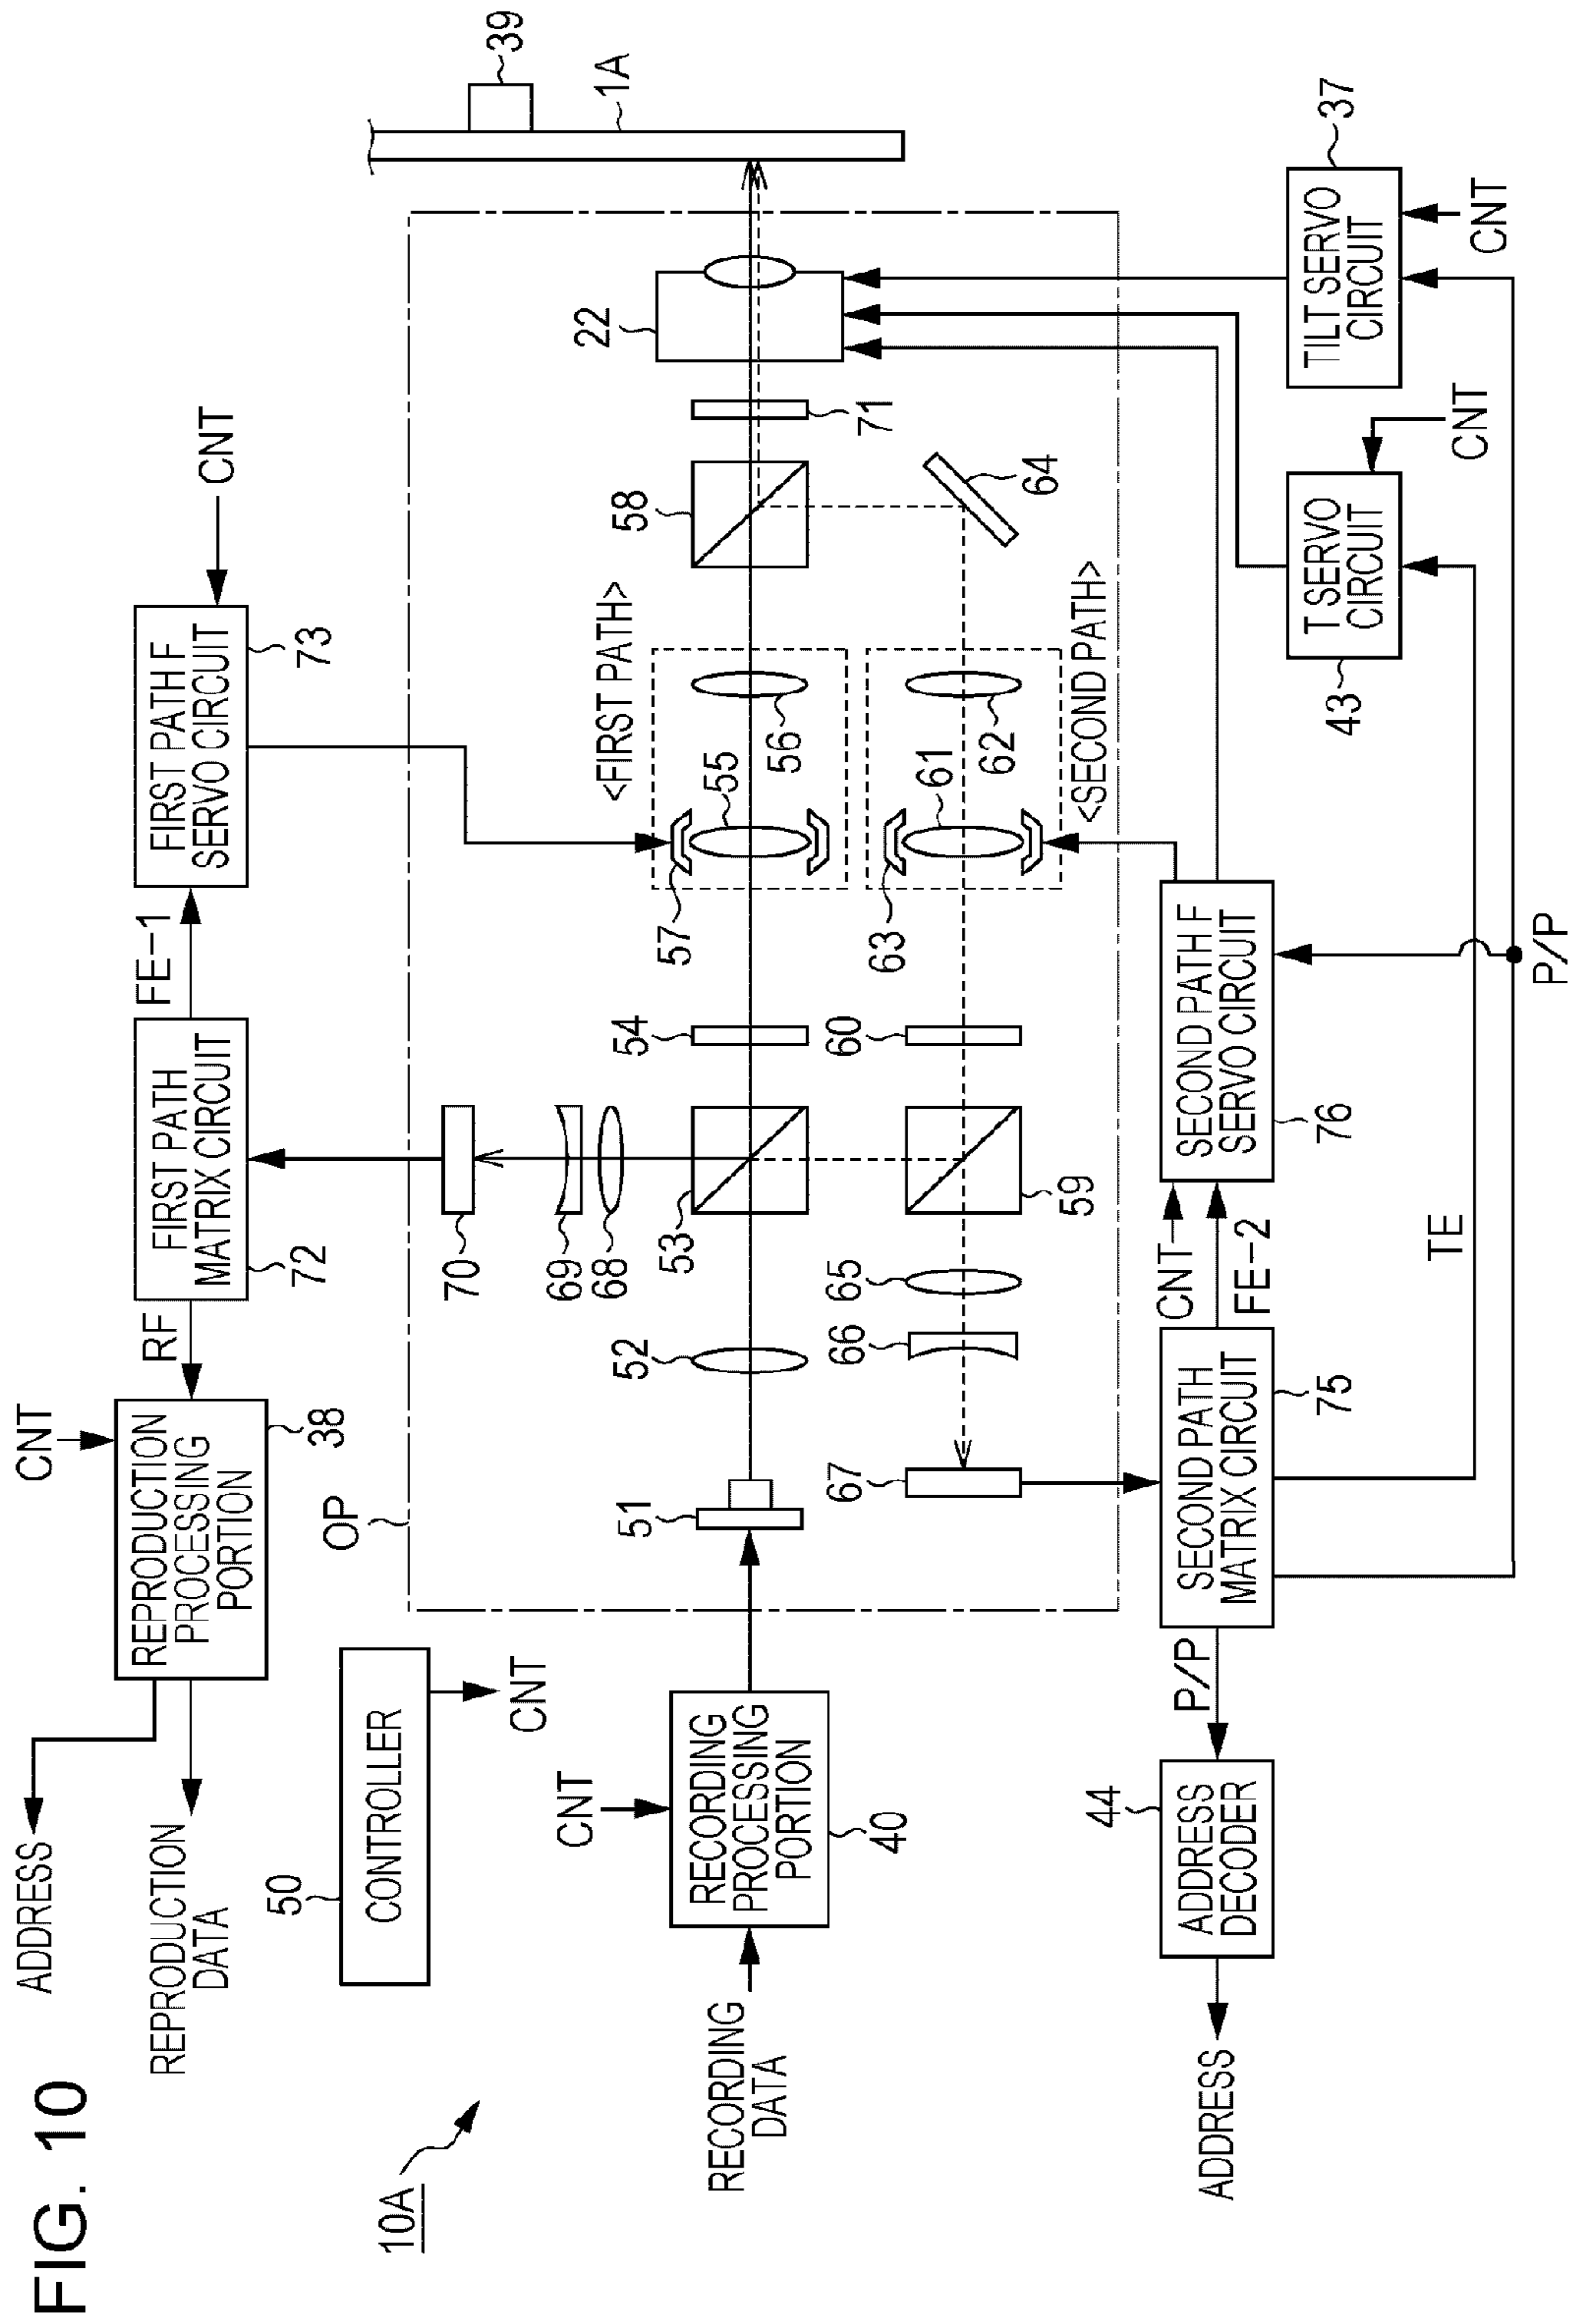 FIG. 10
10A
ADDRESS
REPRODUCTION
DATA
CNT
REPRODUCTION
PROCESSING
PORTION
38
RF
FIRST PATH
MATRIX CIRCUIT
72
FE-1
FIRST PATH F
SERVO CIRCUIT
73
CNT
50
CONTROLLER
CNT
OP
70
69
68
<FIRST PATH>
39
1A
RECORDING
DATA
CNT
RECORDING
PROCESSING
PORTION
40
51
52
53
54
57
55
56
58
71
22
67
66
65
59
60
63
61
62
64
<SECOND PATH>
ADDRESS
44
ADDRESS
DECODER
P/P
SECOND PATH
MATRIX CIRCUIT
75
CNT
FE-2
SECOND PATH F
SERVO CIRCUIT
76
43
T SERVO
CIRCUIT
CNT
TILT SERVO
CIRCUIT
37
CNT
TE
P/P